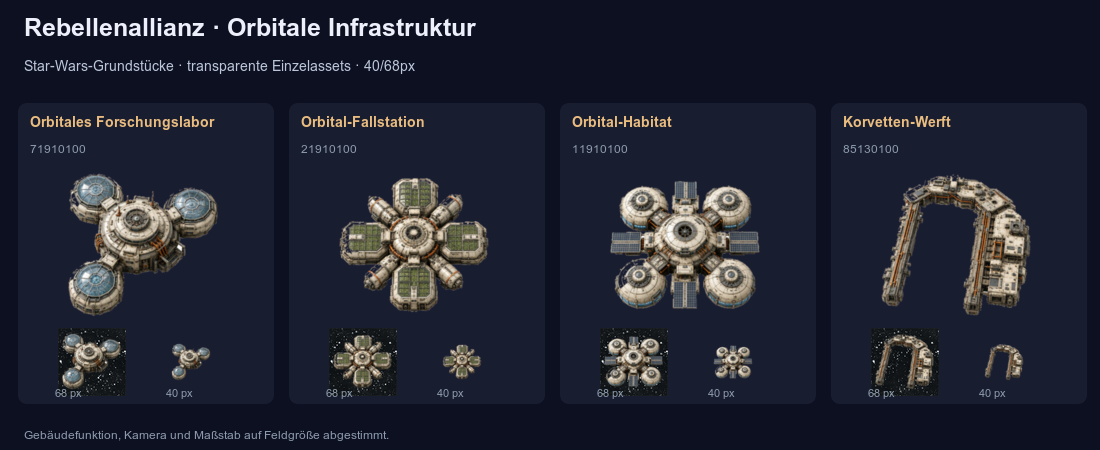 Rebellenallianz · Orbitale Infrastruktur
Star-Wars-Grundstücke · transparente Einzelassets · 40/68px
Orbitales Forschungslabor
71910100
68 px
40 px
Orbital-Fallstation
21910100
68 px
40 px
Orbital-Habitat
11910100
68 px
40 px
Korvetten-Werft
85130100
68 px
40 px
Gebäudefunktion, Kamera und Maßstab auf Feldgröße abgestimmt.